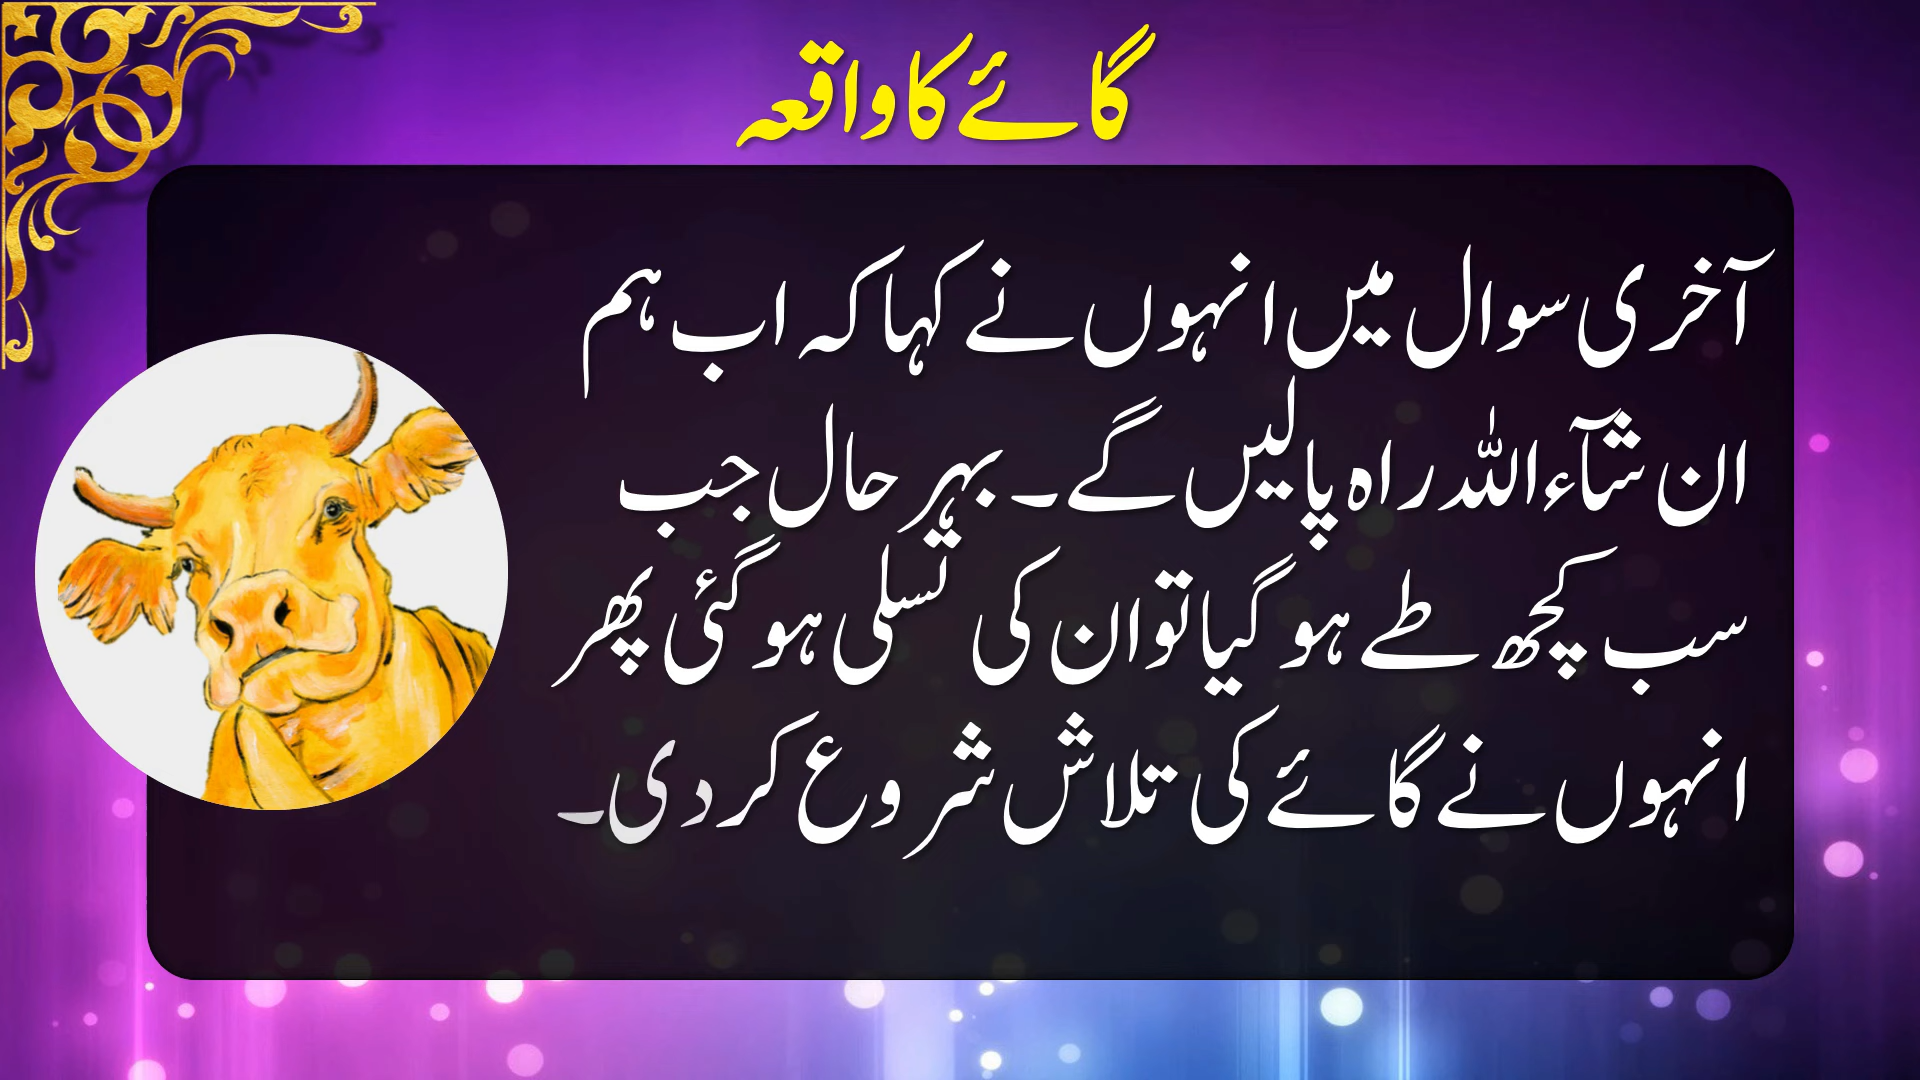 گائے کا واقعہ
آخری سوال میں انہوں نے کہا کہ اب ہم
ان شآء اللہ راہ پالیں گے۔ بہر حال جب
سب کچھ طے ہو گیا تو ان کی تسلی ہو گئی پھر
انہوں نے گائے کی تلاش شروع کر دی۔